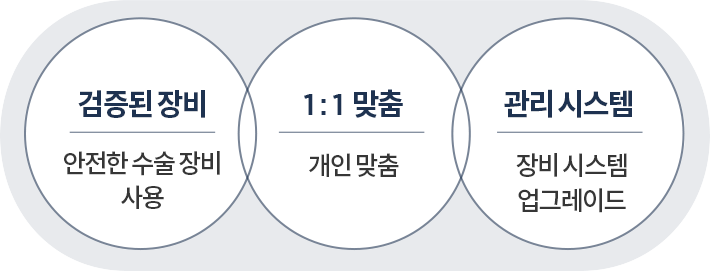 검증된 장비
안전한 수술 장비
사용
1 : 1 맞춤
개인 맞춤
관리 시스템
장비 시스템
업그레이드